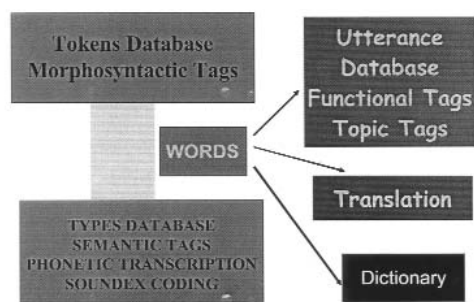 Tokens Database
Morphosyntactic Tags
Utterance
Database
Functional Tags
Topic Tags
WORDS
Translation
TYPES DATABASE
SEMANTIC TAGS
PHONETIC TRANSCRIPTION
SOUNDEX CODING
Dictionary